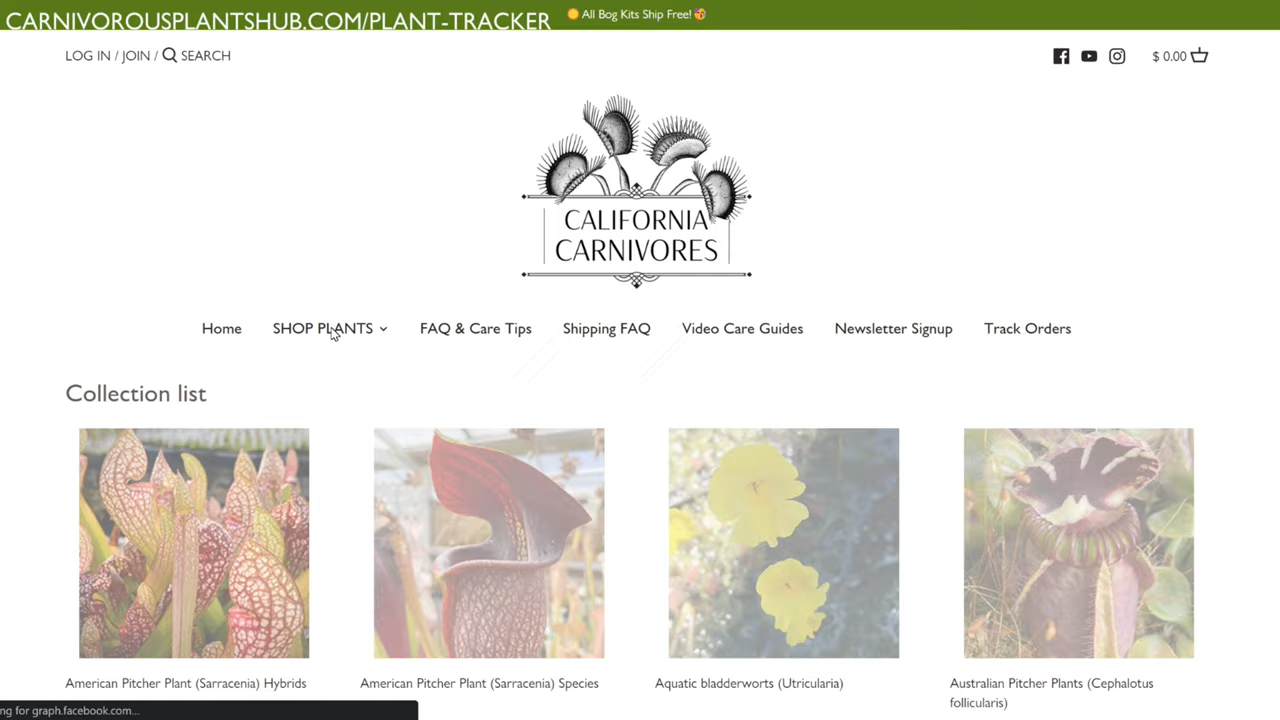 CARNIVOROUSPLANTSHUB.COM/PLANT-TRACKER
All Bog Kits Ship Free!
LOG IN / JOIN / SEARCH
$ 0.00
CALIFORNIA
CARNIVORES
Home SHOP PLANTS FAQ & Care Tips Shipping FAQ Video Care Guides Newsletter Signup Track Orders
Collection list
American Pitcher Plant (Sarracenia) Hybrids
American Pitcher Plant (Sarracenia) Species
Aquatic bladderworts (Utricularia)
Australian Pitcher Plants (Cephalotus
follicularis)
ng for graph.facebook.com...